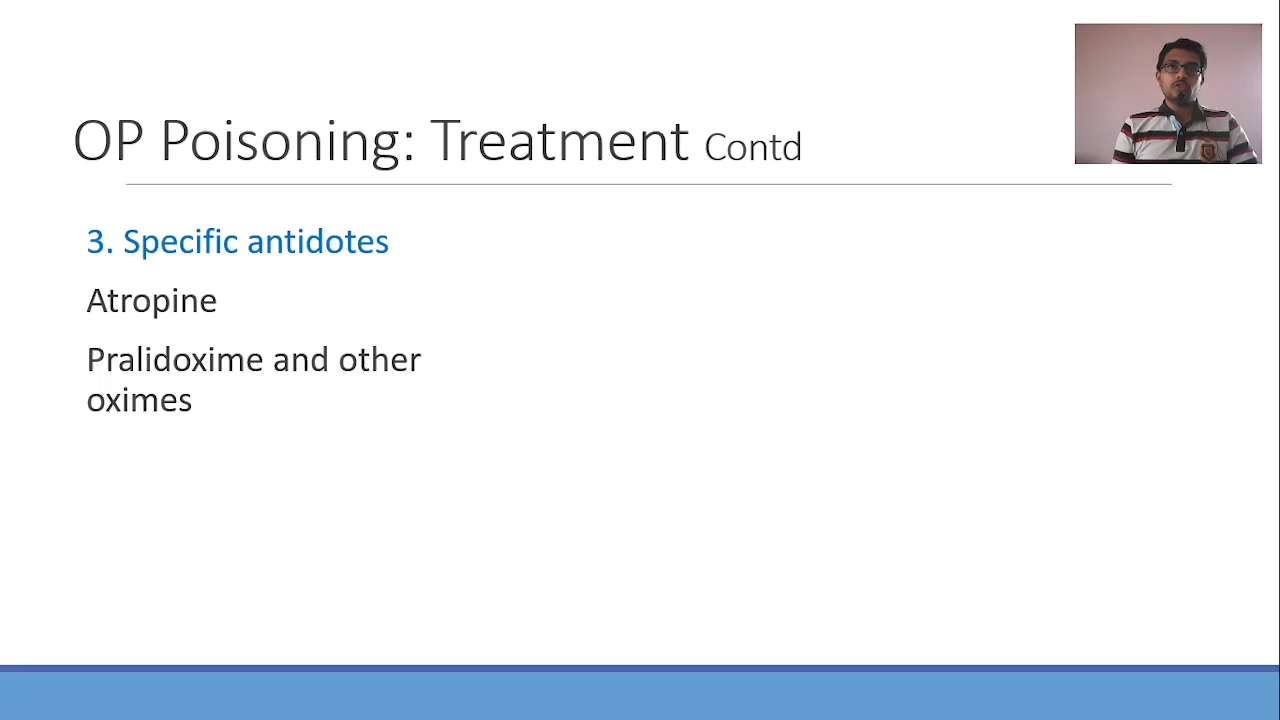 OP Poisoning: Treatment Contd
3. Specific antidotes
Atropine
Pralidoxime and other
oximes